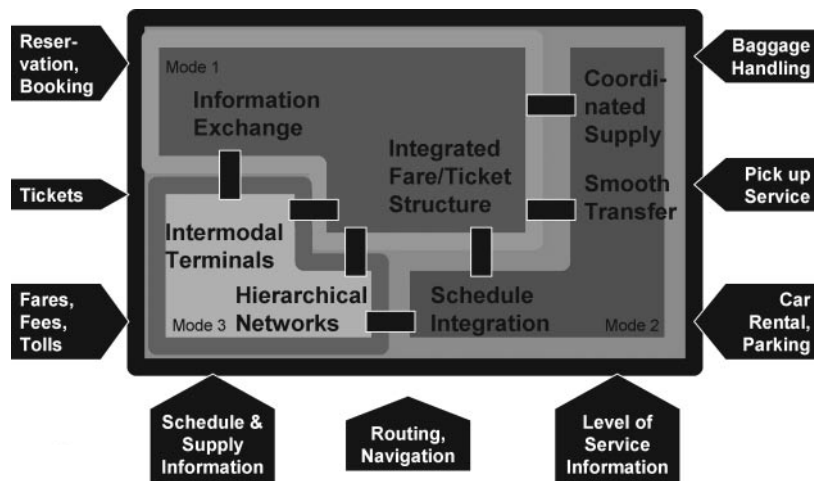 Reser-
vation,
Booking
Tickets
Fares,
Fees,
Tolls
Mode 1
Information
Exchange
Integrated
Fare/Ticket
Structure
Coordi-
nated
Supply
Smooth
Transfer
Intermodal
Terminals
Hierarchical
Networks
Mode 3
Schedule
Integration
Mode 2
Baggage
Handling
Pick up
Service
Car
Rental,
Parking
Schedule &
Supply
Information
Routing,
Navigation
Level of
Service
Information